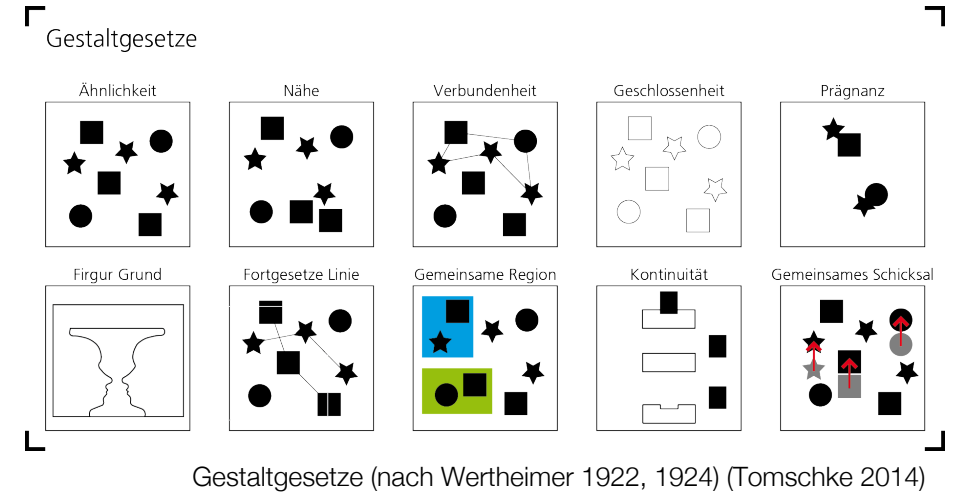 Gestaltgesetze
Ähnlichkeit
Nähe
Verbundenheit
Geschlossenheit
Prägnanz
Firgur Grund
Fortgesetze Linie
Gemeinsame Region
Kontinuität
Gemeinsames Schicksal
Gestaltgesetze (nach Wertheimer 1922, 1924) (Tomschke 2014)